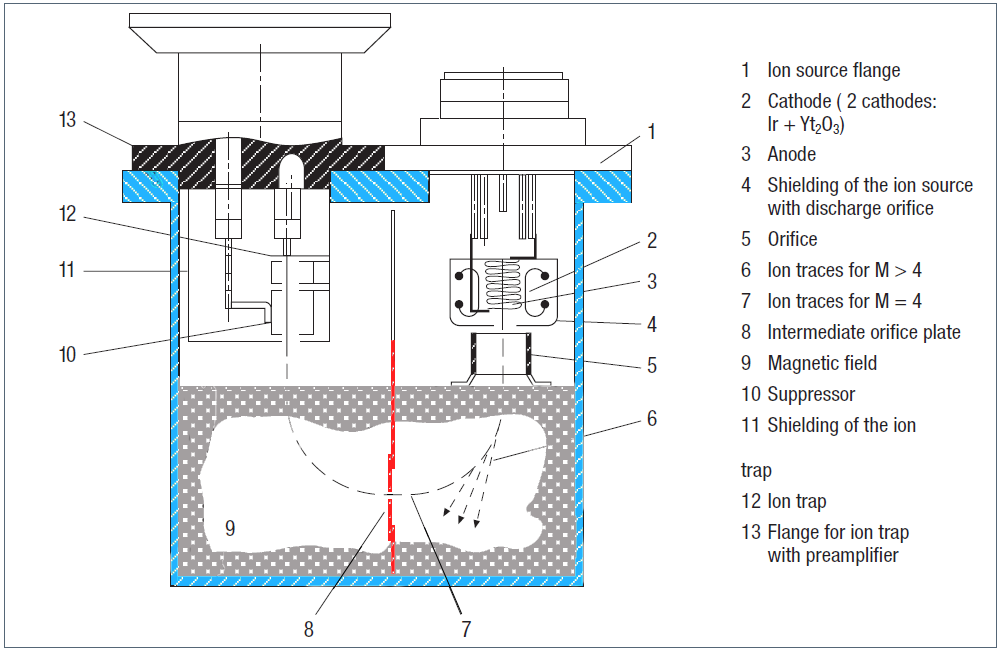 13
12
11
10
9
8
7
1
2
3
4
5
6
1 Ion source flange
2 Cathode ( 2 cathodes:
Ir + Yt₂O₃)
3 Anode
4 Shielding of the ion source
with discharge orifice
5 Orifice
6 Ion traces for M > 4
7 Ion traces for M = 4
8 Intermediate orifice plate
9 Magnetic field
10 Suppressor
11 Shielding of the ion
trap
12 Ion trap
13 Flange for ion trap
with preamplifier